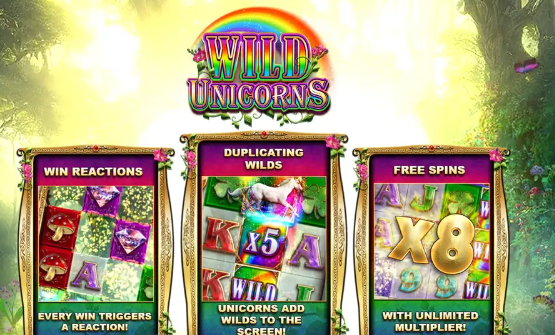 WILD
UNICORNS
WIN REACTIONS
A
EVERY WIN TRIGGERS
A REACTION!
DUPLICATING
WILDS
K
x5
A
K
WILD
A
UNICORNS ADD
WILDS TO THE
SCREEN!
FREE SPINS
A
J
X8
9
9
WITH UNLIMITED
MULTIPLIER!